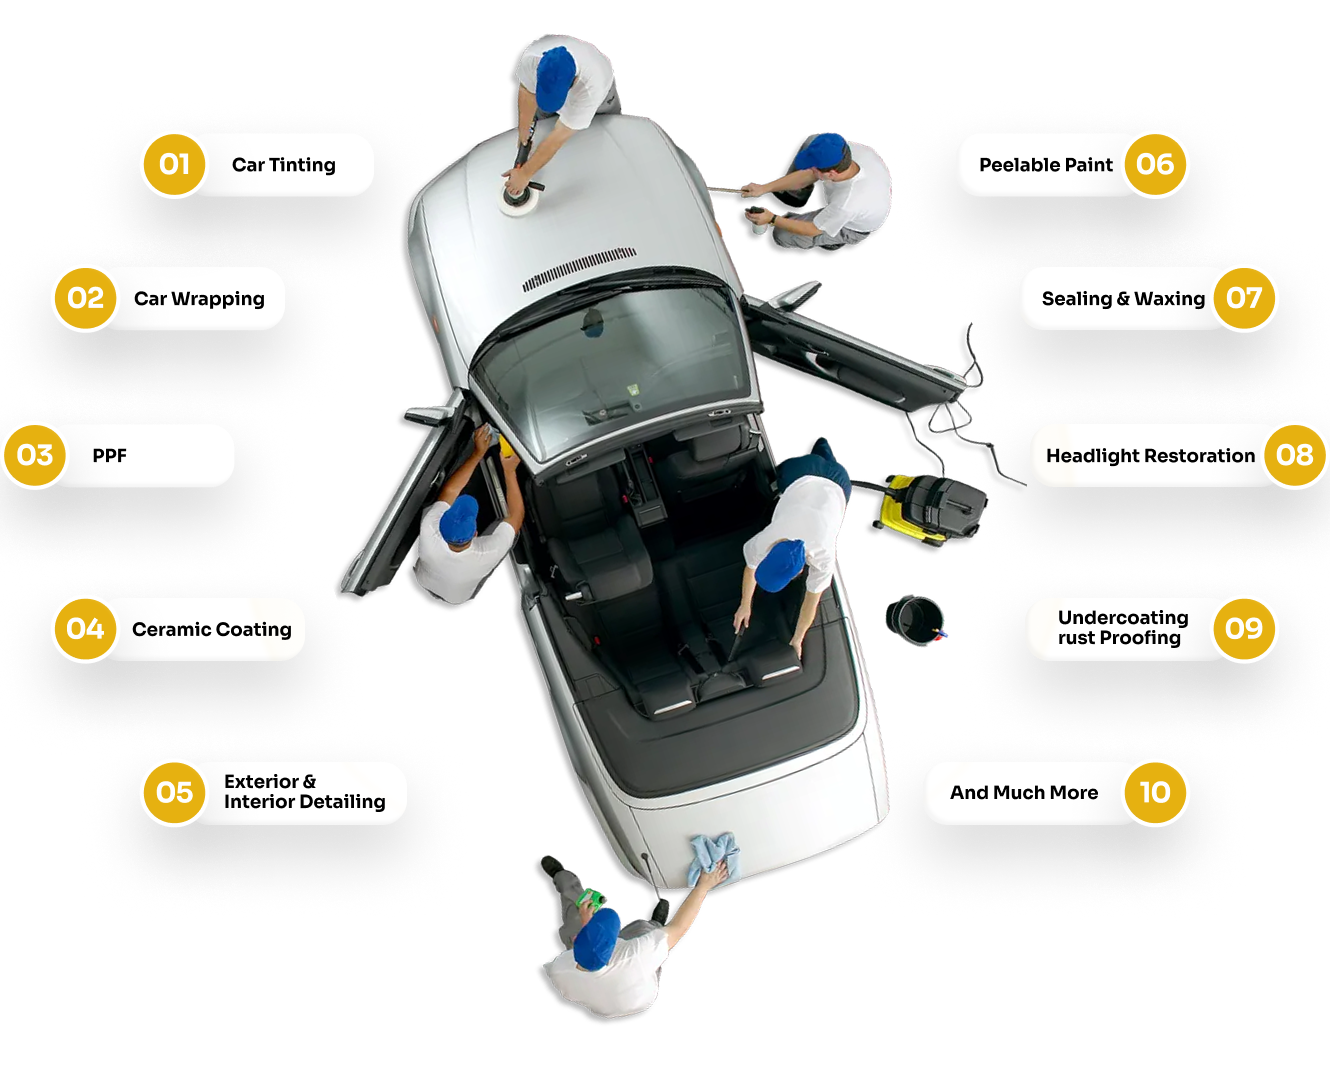 01
Car Tinting
02
Car Wrapping
03
PPF
04
Ceramic Coating
05
Exterior &
Interior Detailing
Peelable Paint
06
Sealing & Waxing
07
Headlight Restoration
08
Undercoating
rust Proofing
09
And Much More
10